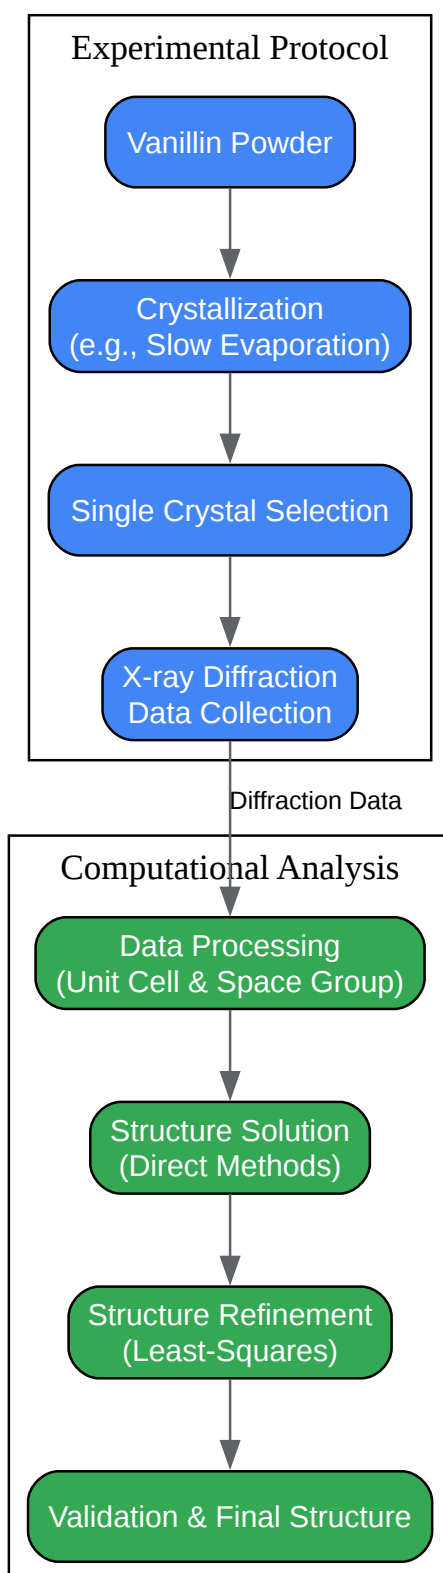 Experimental Protocol
Vanillin Powder
Crystallization
(e.g., Slow Evaporation)
Single Crystal Selection
X-ray Diffraction
Data Collection
Diffraction Data
Computational Analysis
Data Processing
(Unit Cell & Space Group)
Structure Solution
(Direct Methods)
Structure Refinement
(Least-Squares)
Validation & Final Structure